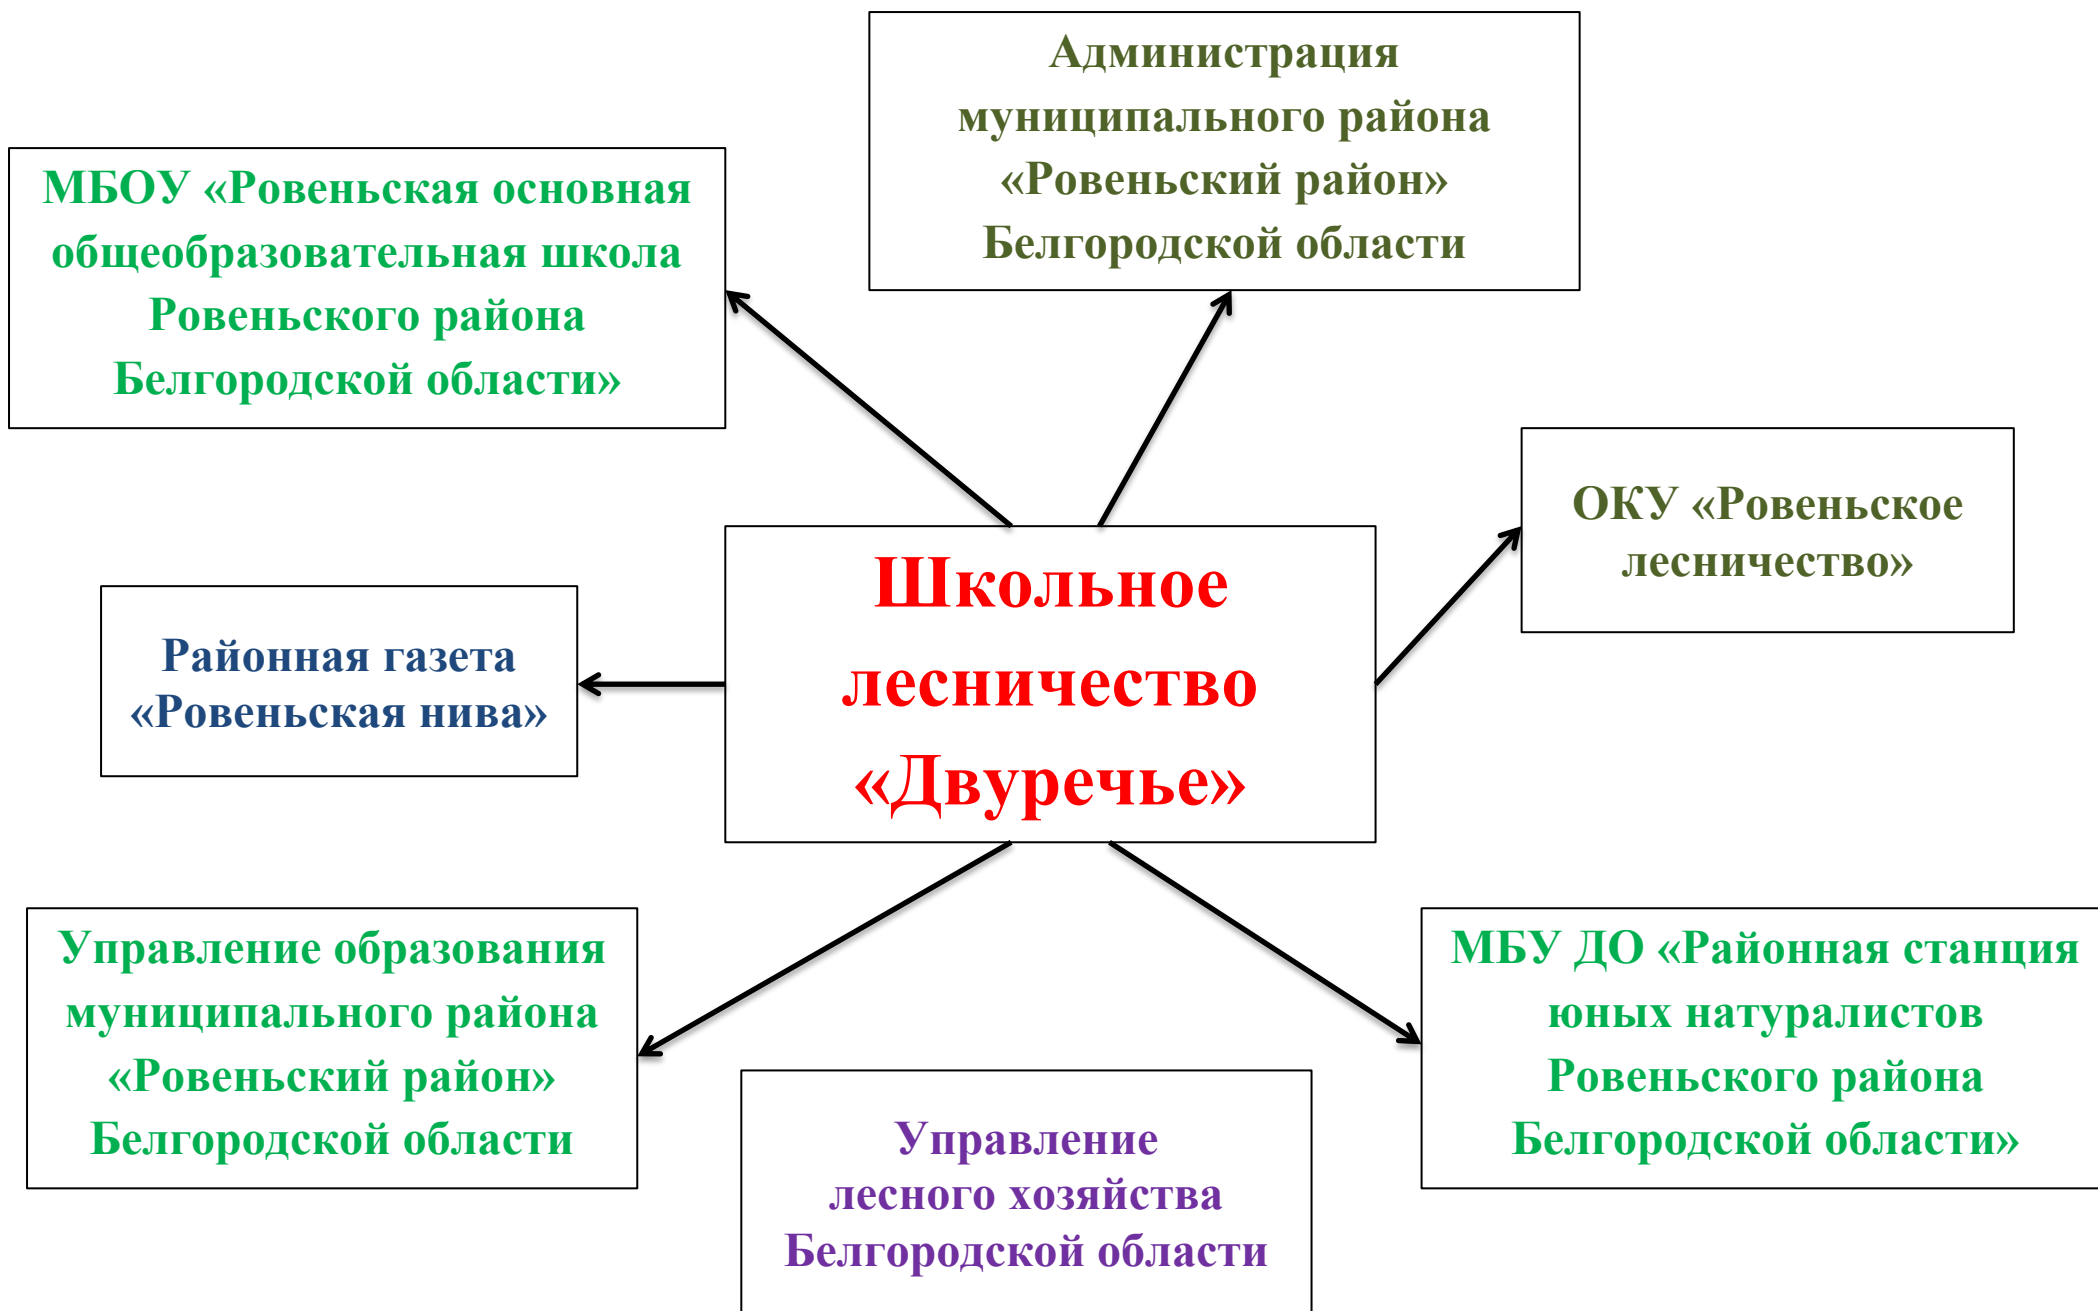 Администрация
муниципального района
«Ровеньский район»
Белгородской области
МБОУ «Ровеньская основная
общеобразовательная школа
Ровеньского района
Белгородской области»
ОКУ «Ровеньское
лесничество»
Школьное
лесничество
«Двуречье»
Районная газета
«Ровеньская нива»
Управление образования
муниципального района
«Ровеньский район»
Белгородской области
МБУ ДО «Районная станция
юных натуралистов
Ровеньского района
Белгородской области»
Управление
лесного хозяйства
Белгородской области